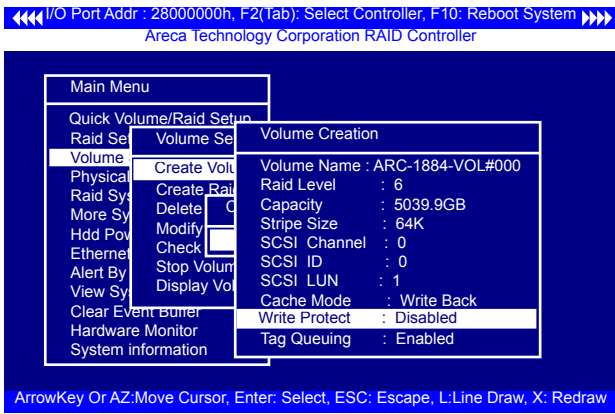 I/O Port Addr : 28000000h, F2(Tab): Select Controller, F10: Reboot System
Areca Technology Corporation RAID Controller
Main Menu
Quick Volume/Raid Setup
Raid Set
Volume
Physical
Raid Sys
More Sy
Hdd Pow
Ethernet
Alert By
View Sy
Clear Event Buffer
Hardware Monitor
System information
Volume Se
Create Volu
Create Rai
Delete
Modify
Check
Stop Volum
Display Vol
C
Volume Creation
Volume Name : ARC-1884-VOL#000
Raid Level : 6
Capacity : 5039.9GB
Stripe Size : 64K
SCSI Channel : 0
SCSI ID : 0
SCSI LUN : 1
Cache Mode : Write Back
Write Protect : Disabled
Tag Queuing : Enabled
ArrowKey Or AZ:Move Cursor, Enter: Select, ESC: Escape, L:Line Draw, X: Redraw